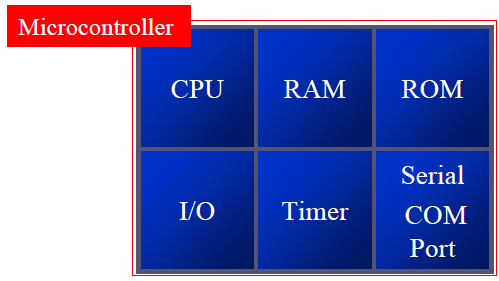 Microcontroller
CPU
RAM
ROM
I/O
Timer
Serial
COM
Port